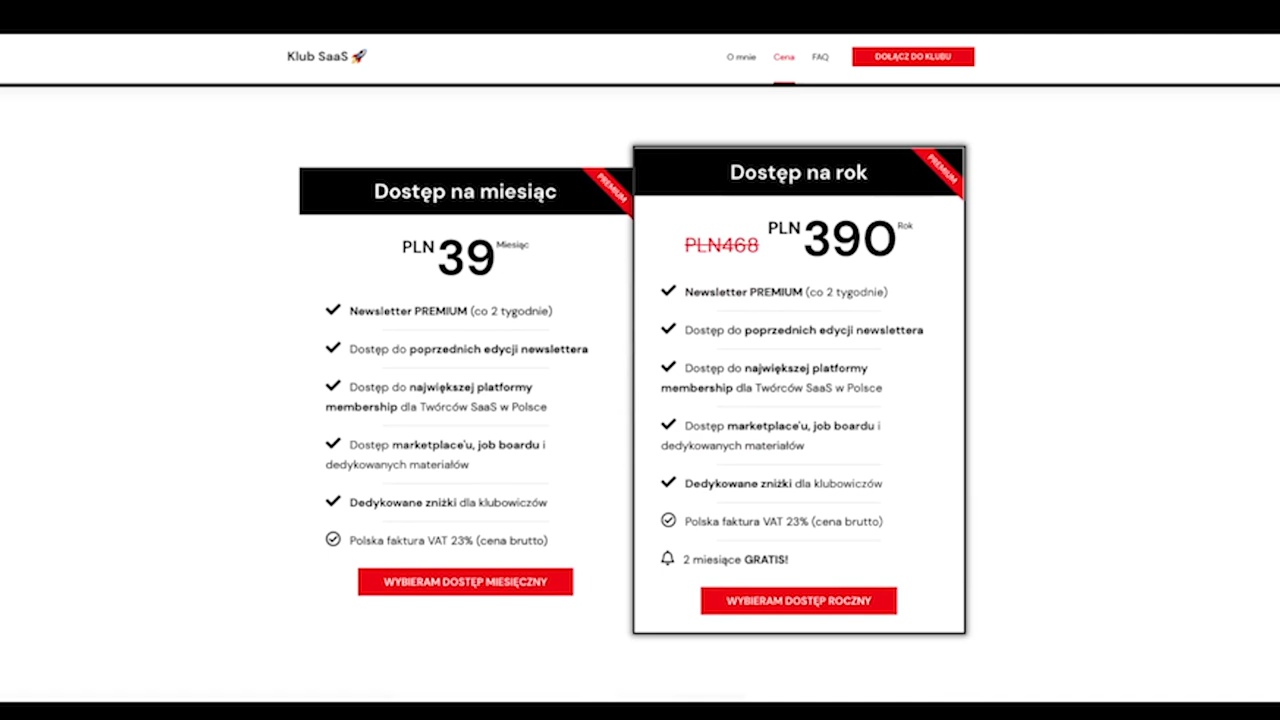 Klub SaaS 🚀
O mnie
Cena
FAQ
DOŁĄCZ DO KLUBU
Dostęp na miesiąc
PREMIUM
PLN 39 Miesiąc
Newsletter PREMIUM (co 2 tygodnie)
Dostęp do poprzednich edycji newslettera
Dostęp do największej platformy
membership dla Twórców SaaS w Polsce
Dostęp marketplace'u, job boardu i
dedykowanych materiałów
Dedykowane zniżki dla klubowiczów
Polska faktura VAT 23% (cena brutto)
WYBIERAM DOSTĘP MIESIĘCZNY
Dostęp na rok
PREMIUM
PLN468 PLN 390 Rok
Newsletter PREMIUM (co 2 tygodnie)
Dostęp do poprzednich edycji newslettera
Dostęp do największej platformy
membership dla Twórców SaaS w Polsce
Dostęp marketplace'u, job boardu i
dedykowanych materiałów
Dedykowane zniżki dla klubowiczów
Polska faktura VAT 23% (cena brutto)
2 miesiące GRATIS!
WYBIERAM DOSTĘP ROCZNY